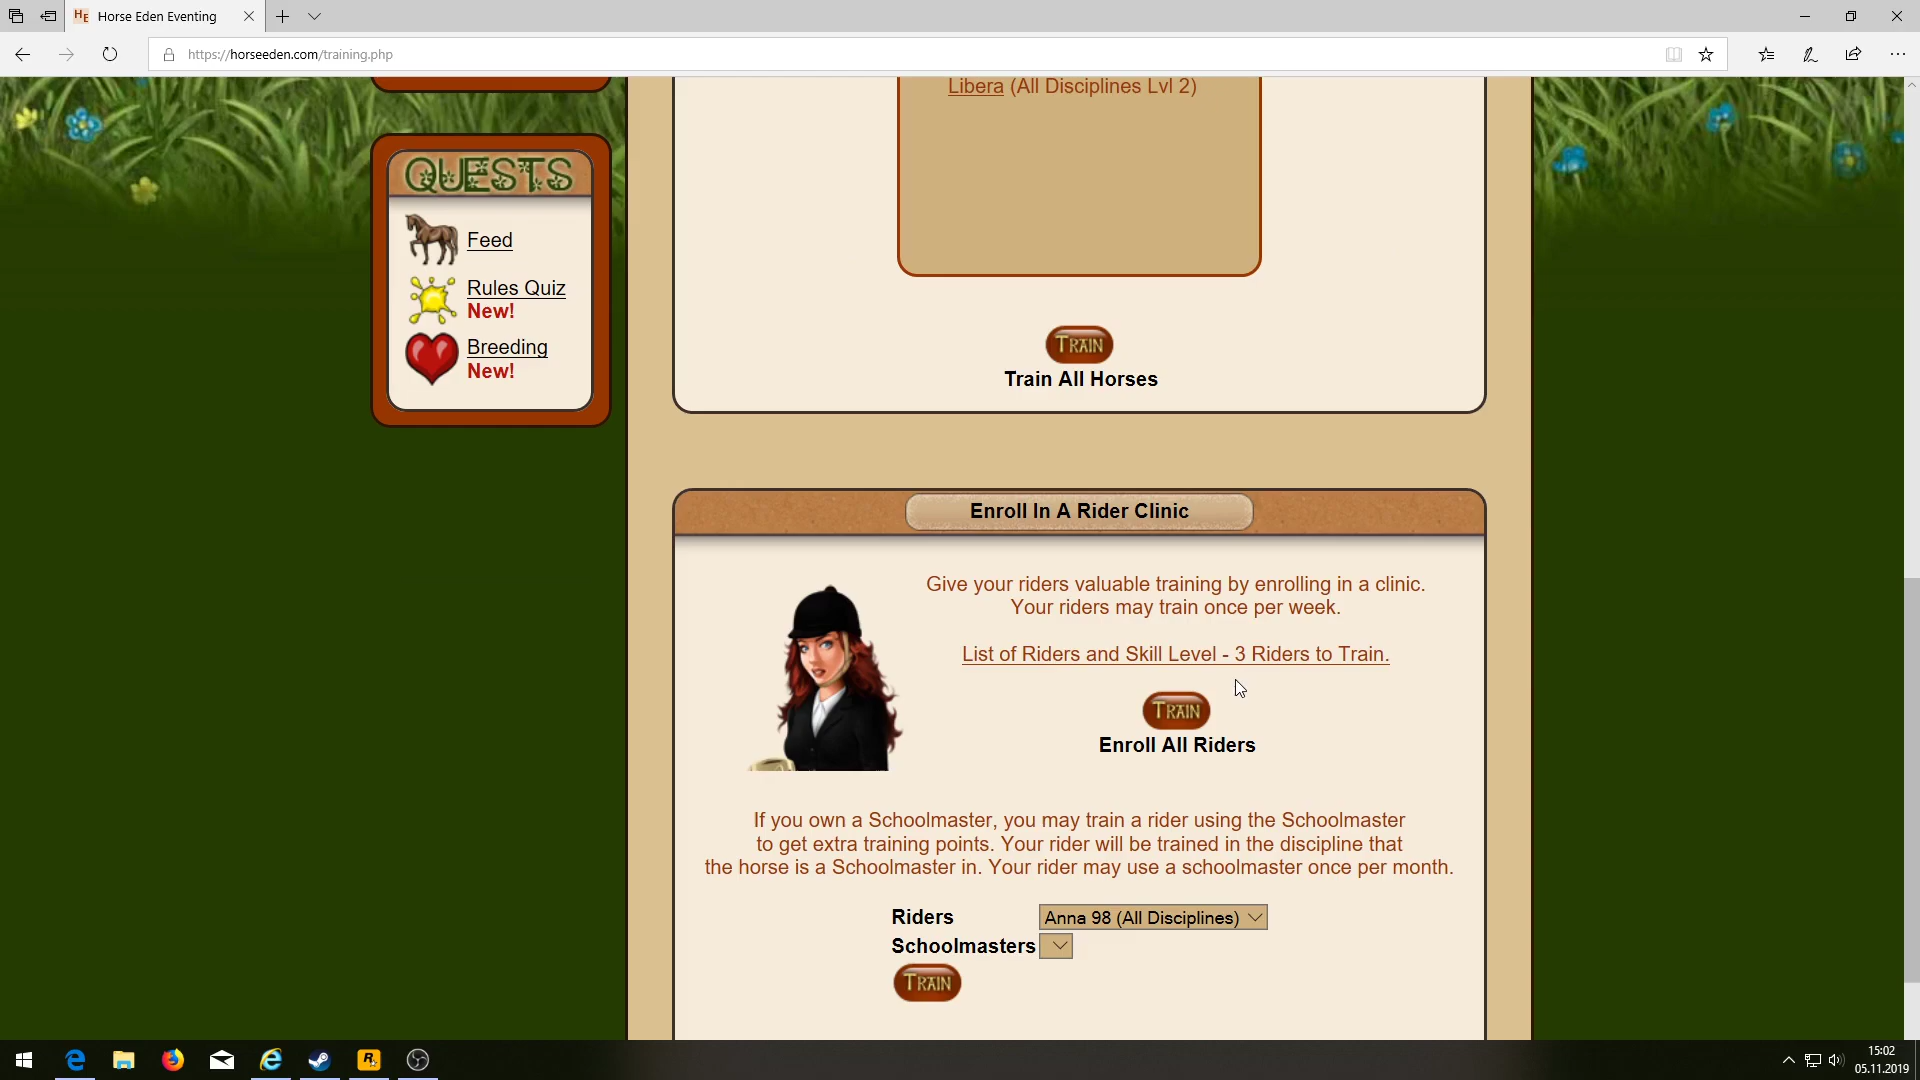 Horse Eden Eventing
https://horseeden.com/training.php
Libera (All Disciplines Lvl 2)
QUESTS
Feed
Rules Quiz
New!
Breeding
New!
TRAIN
Train All Horses
Enroll In A Rider Clinic
Give your riders valuable training by enrolling in a clinic.
Your riders may train once per week.
List of Riders and Skill Level - 3 Riders to Train.
TRAIN
Enroll All Riders
If you own a Schoolmaster, you may train a rider using the Schoolmaster
to get extra training points. Your rider will be trained in the discipline that
the horse is a Schoolmaster in. Your rider may use a schoolmaster once per month.
Riders Anna 98 (All Disciplines)
Schoolmasters
TRAIN
15:02
05.11.2019